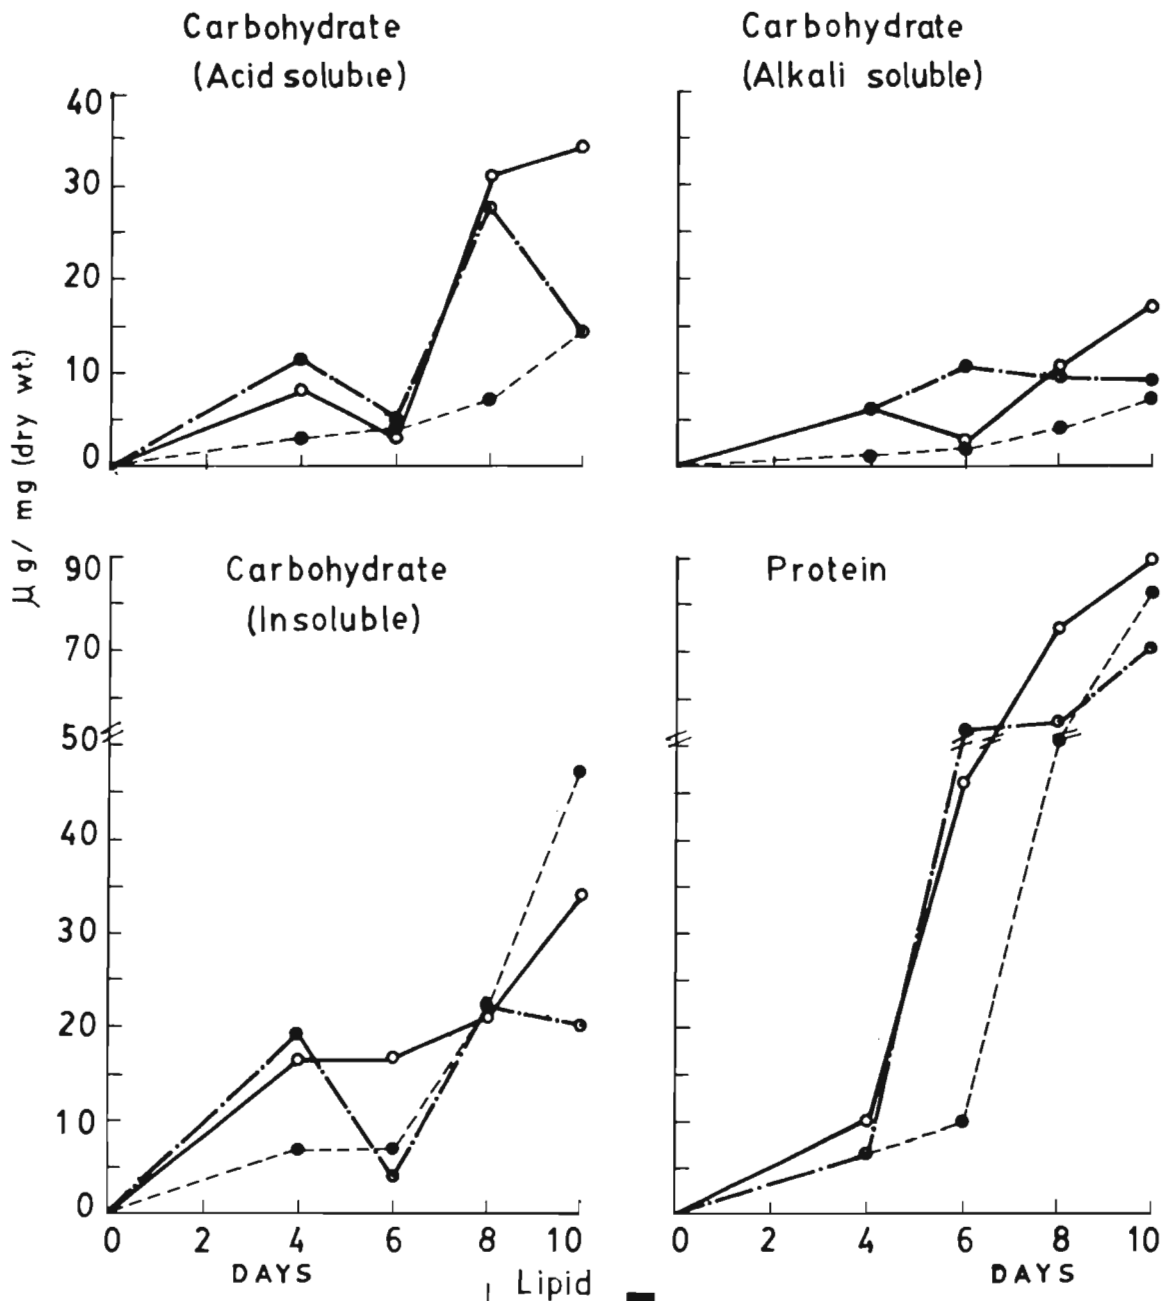 Carbohydrate
(Acid soluble)
Carbohydrate
(Alkali soluble)
40
30
20
10
0
μg/ mg (dry wt.)
Carbohydrate
(Insoluble)
Protein
90
70
50
40
30
20
10
0
0 2 4 6 8 10
0 2 4 6 8 10
DAYS
DAYS
Lipid